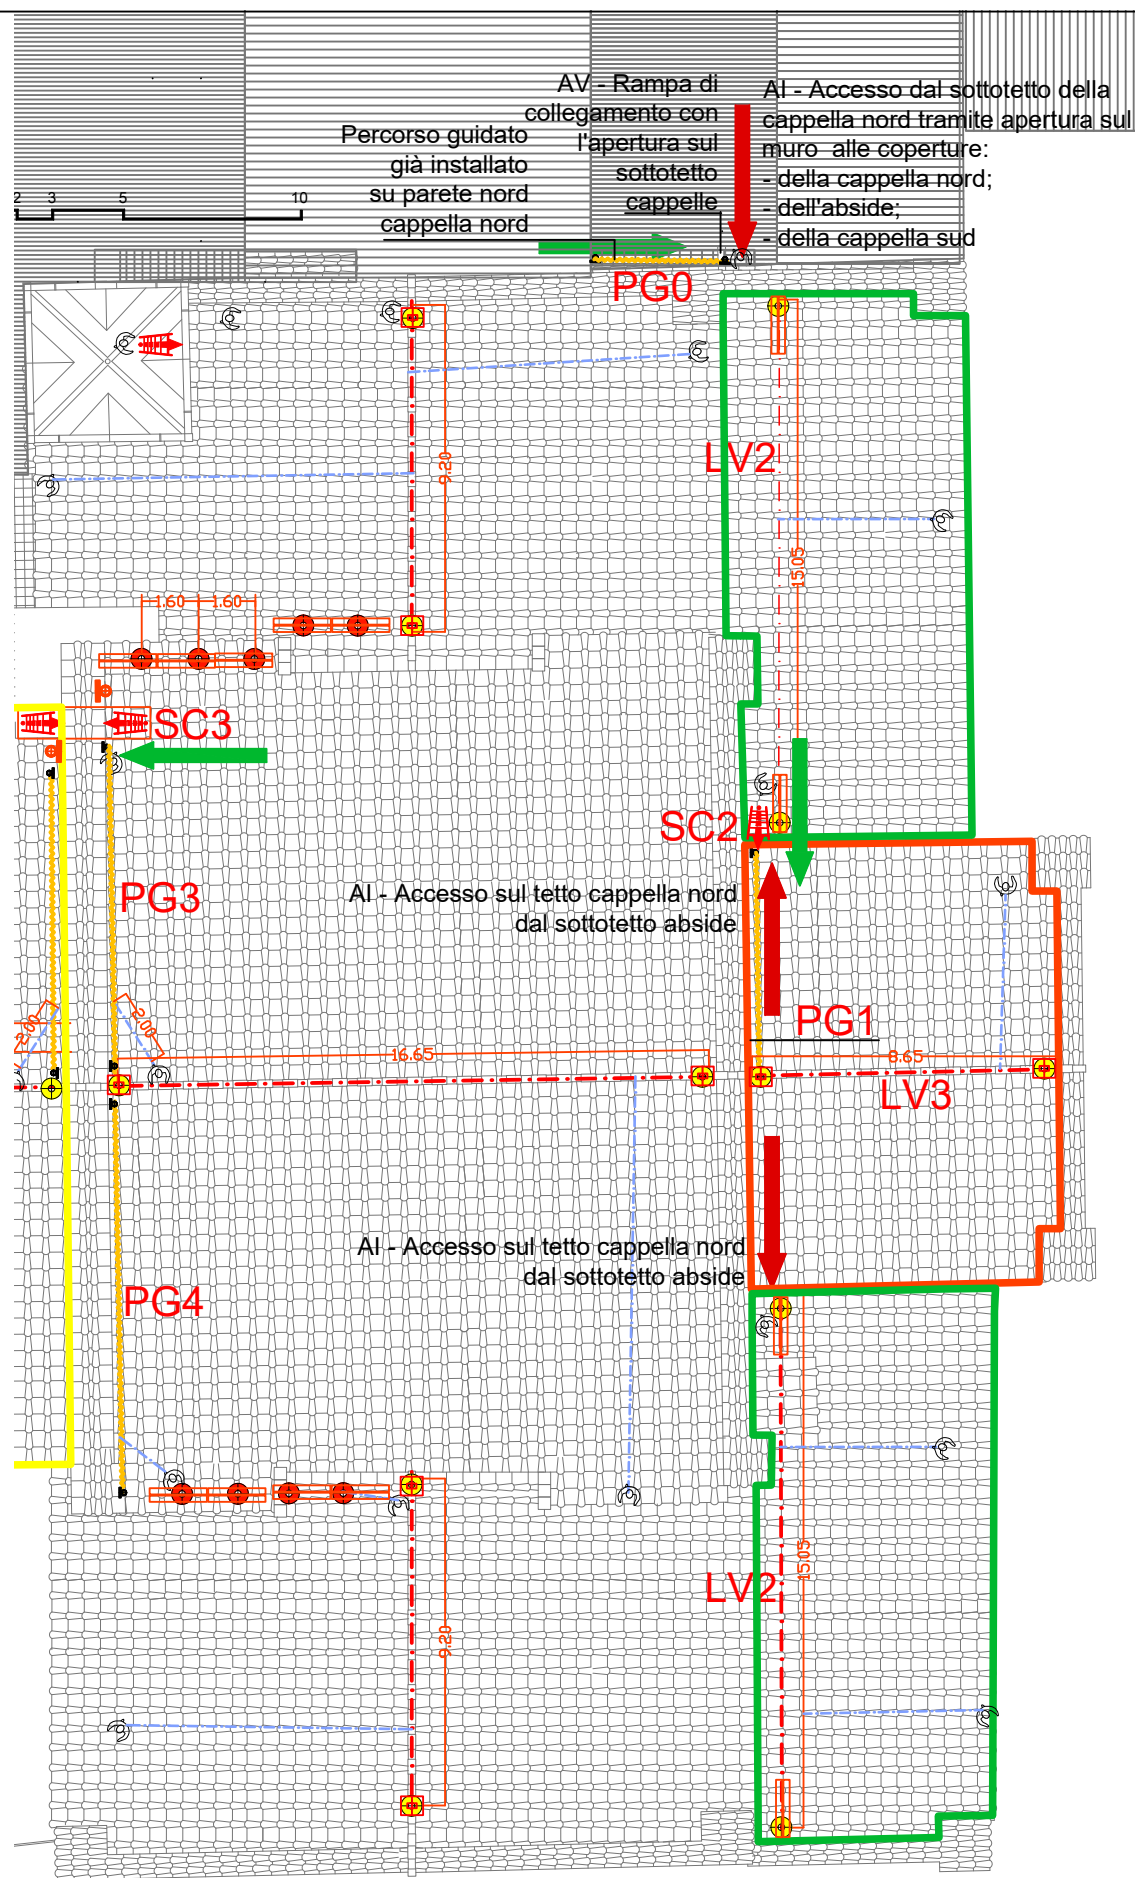 AV - Rampa di
collegamento con
l'apertura sul
sottotetto
cappelle
AI - Accesso dal sottotetto della
cappella nord tramite apertura sul
muro alle coperture:
- della cappella nord;
- dell'abside;
- della cappella sud
Percorso guidato
già installato
su parete nord
cappella nord
2 3 5 10
PG0
LV2
9.20
15.05
1.60 1.60
SC3
SC2
PG3
AI - Accesso sul tetto cappella nord
dal sottotetto abside
PG1
2.00
2.00
16.65
8.65
LV3
AI - Accesso sul tetto cappella nord
dal sottotetto abside
PG4
15.05
LV2
9.20